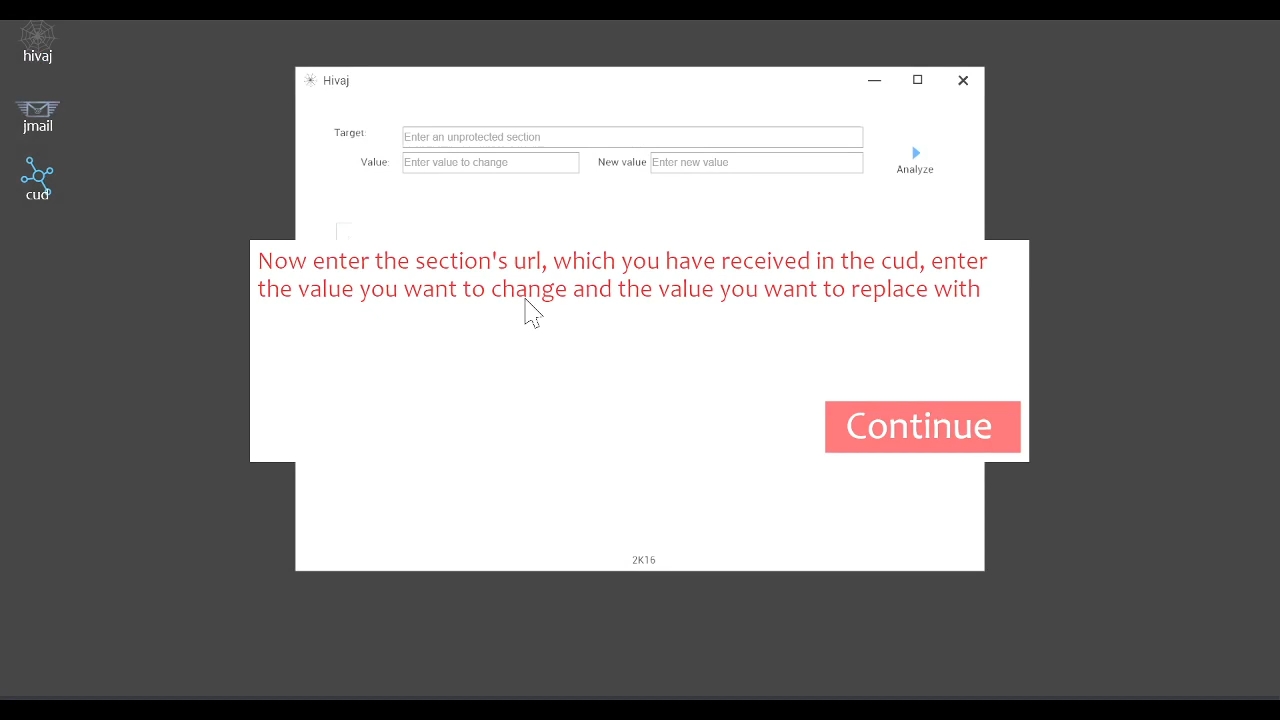 hivaj
jmail
cud
Hivaj
Target:
Enter an unprotected section
Value:
Enter value to change
New value
Enter new value
Analyze
Now enter the section's url, which you have received in the cud, enter
the value you want to change and the value you want to replace with
Continue
2K16